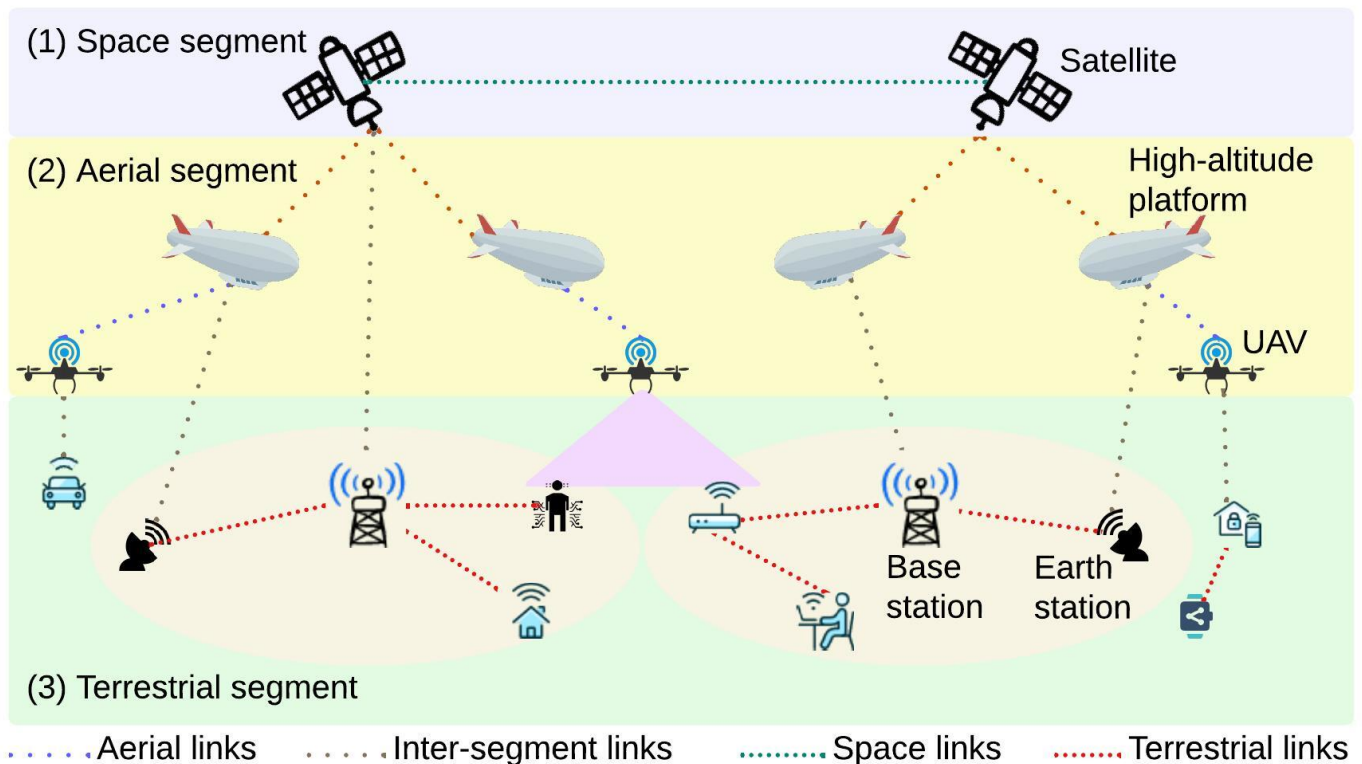 (1) Space segment
Satellite
(2) Aerial segment
High-altitude
platform
UAV
Base
station
Earth
station
(3) Terrestrial segment
Aerial links
Inter-segment links
Space links
Terrestrial links